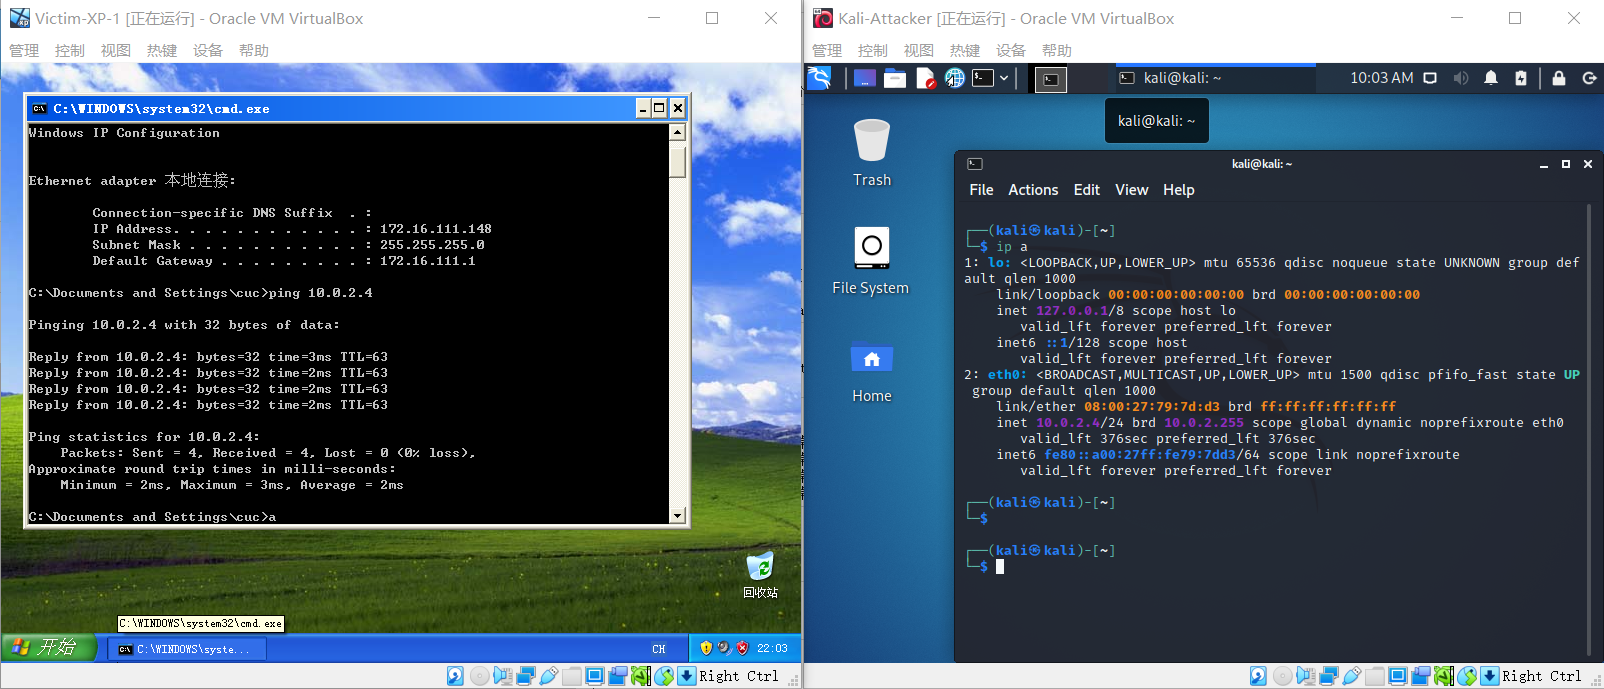 Victim-XP-1 [正在运行] - Oracle VM VirtualBox
管理 控制 视图 热键 设备 帮助
C:\WINDOWS\system32\cmd.exe
Windows IP Configuration
Ethernet adapter 本地连接:
Connection-specific DNS Suffix  . :
IP Address. . . . . . . . . . . . : 172.16.111.148
Subnet Mask . . . . . . . . . . . : 255.255.255.0
Default Gateway . . . . . . . . . : 172.16.111.1
C:\Documents and Settings\cuc>ping 10.0.2.4
Pinging 10.0.2.4 with 32 bytes of data:
Reply from 10.0.2.4: bytes=32 time=3ms TTL=63
Reply from 10.0.2.4: bytes=32 time=2ms TTL=63
Reply from 10.0.2.4: bytes=32 time=2ms TTL=63
Reply from 10.0.2.4: bytes=32 time=2ms TTL=63
Ping statistics for 10.0.2.4:
Packets: Sent = 4, Received = 4, Lost = 0 (0% loss),
Approximate round trip times in milli-seconds:
Minimum = 2ms, Maximum = 3ms, Average = 2ms
C:\Documents and Settings\cuc>a
回收站
C:\WINDOWS\system32\cmd.exe
开始
C:\WINDOWS\syste...
CH
22:03
Right Ctrl
Kali-Attacker [正在运行] - Oracle VM VirtualBox
管理 控制 视图 热键 设备 帮助
kali@kali: ~
10:03 AM
kali@kali: ~
Trash
File System
Home
kali@kali: ~
File Actions Edit View Help
┌──(kali㉿kali)-[~]
└─$ ip a
1: lo: <LOOPBACK,UP,LOWER_UP> mtu 65536 qdisc noqueue state UNKNOWN group def
ault qlen 1000
link/loopback 00:00:00:00:00:00 brd 00:00:00:00:00:00
inet 127.0.0.1/8 scope host lo
valid_lft forever preferred_lft forever
inet6 ::1/128 scope host
valid_lft forever preferred_lft forever
2: eth0: <BROADCAST,MULTICAST,UP,LOWER_UP> mtu 1500 qdisc pfifo_fast state UP
group default qlen 1000
link/ether 08:00:27:79:7d:d3 brd ff:ff:ff:ff:ff:ff
inet 10.0.2.4/24 brd 10.0.2.255 scope global dynamic noprefixroute eth0
valid_lft 376sec preferred_lft 376sec
inet6 fe80::a00:27ff:fe79:7dd3/64 scope link noprefixroute
valid_lft forever preferred_lft forever
┌──(kali㉿kali)-[~]
└─$
┌──(kali㉿kali)-[~]
└─$
Right Ctrl